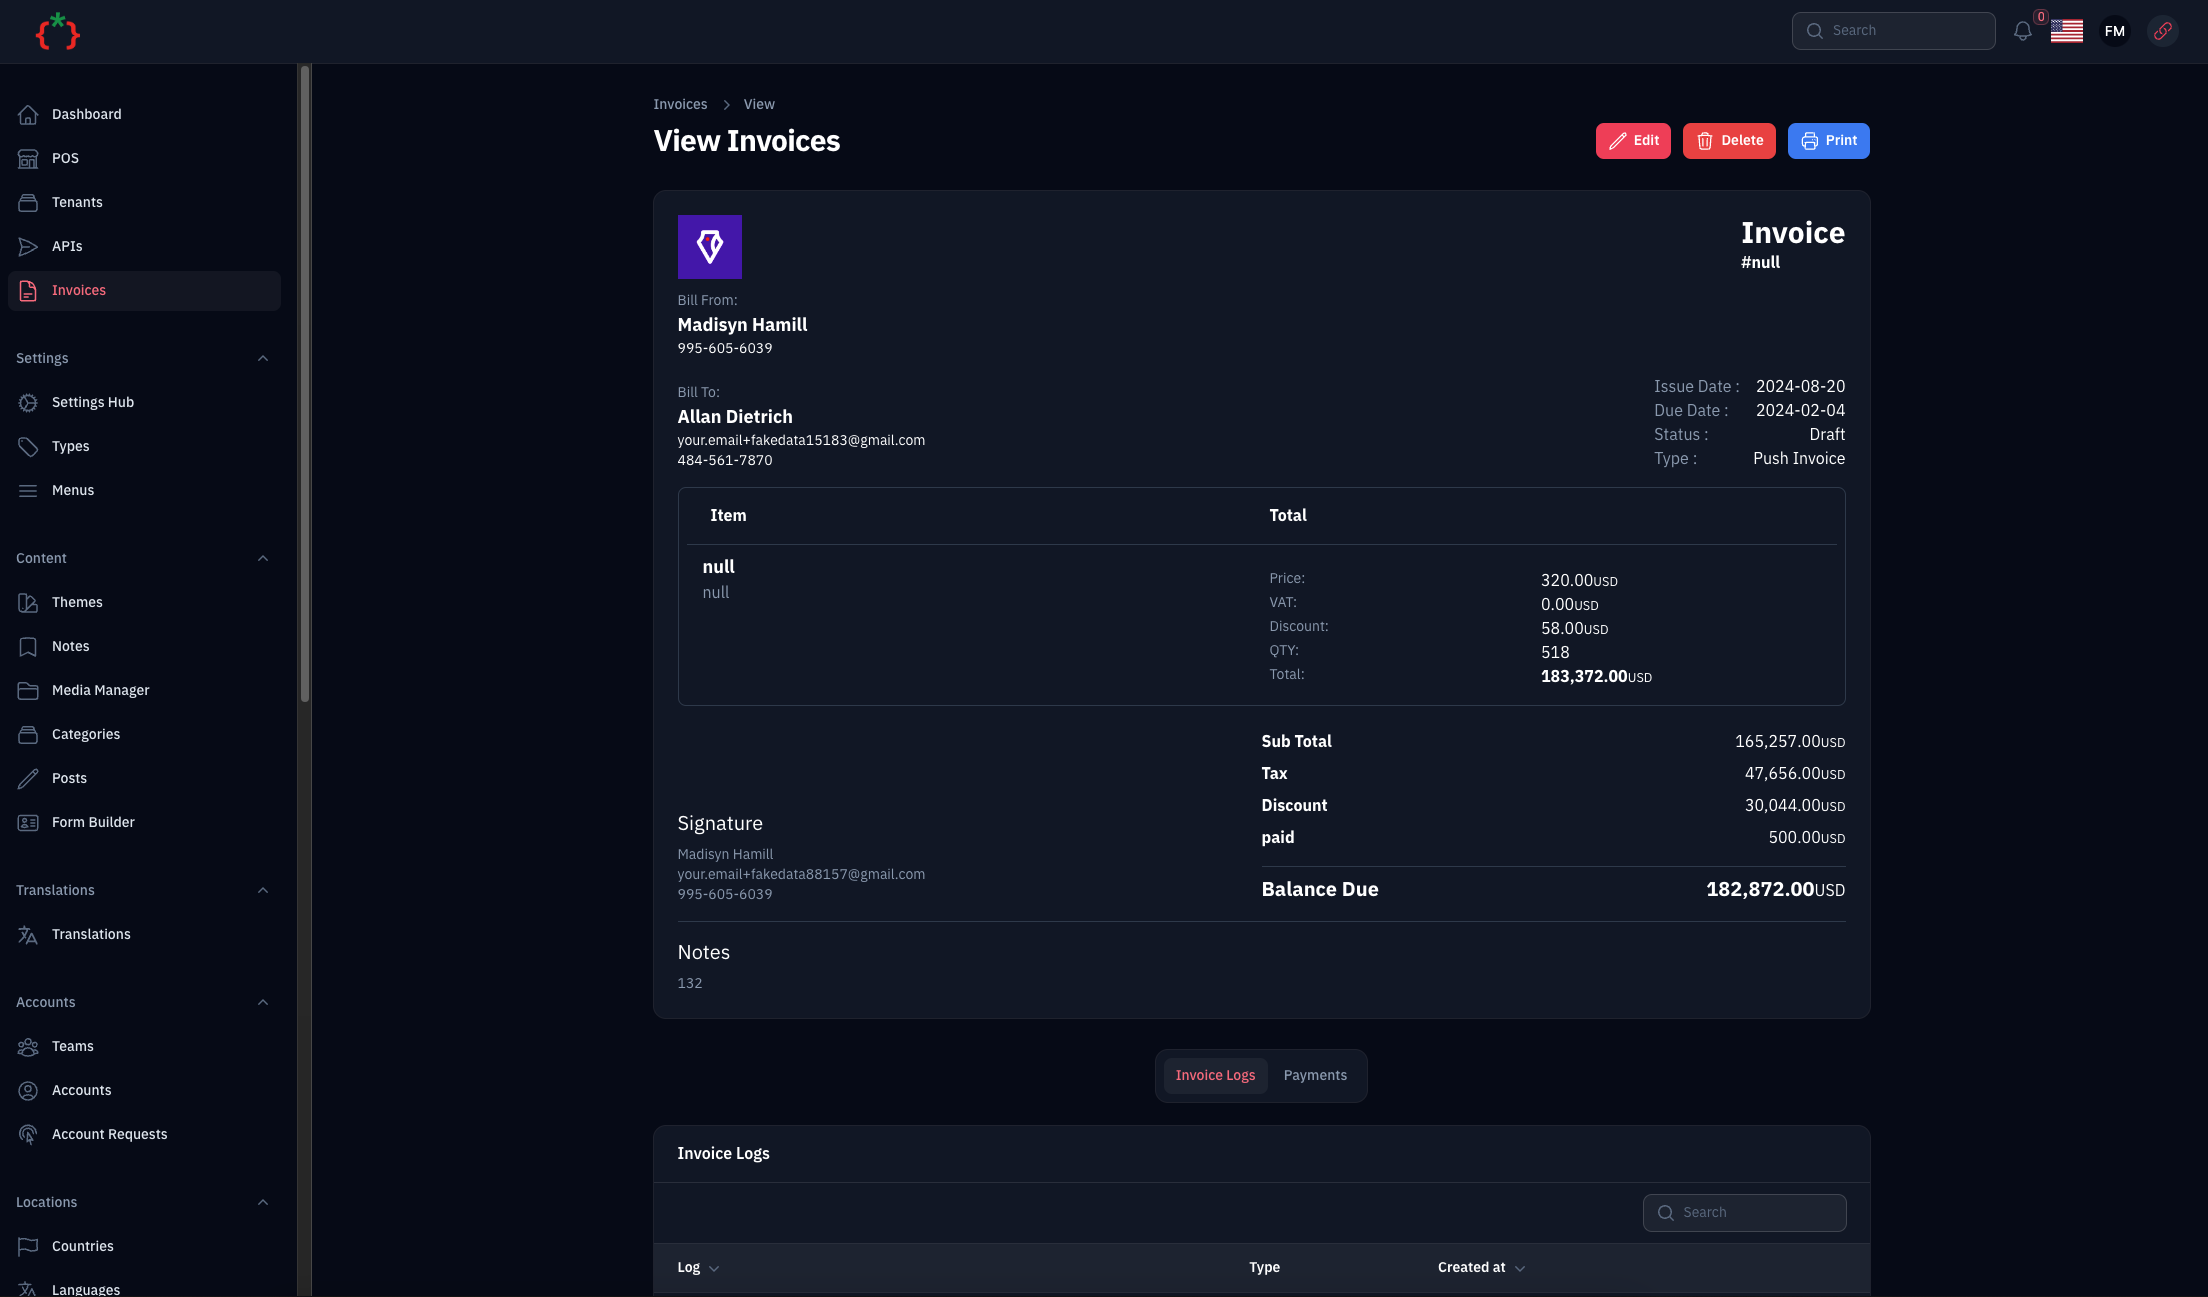 Search
0
FM
Dashboard
POS
Tenants
APIs
Invoices
Settings
Settings Hub
Types
Menus
Content
Themes
Notes
Media Manager
Categories
Posts
Form Builder
Translations
Translations
Accounts
Teams
Accounts
Account Requests
Locations
Countries
Languages
Invoices > View
View Invoices
Edit
Delete
Print
Invoice
#null
Bill From:
Madisyn Hamill
995-605-6039
Bill To:
Allan Dietrich
your.email+fakedata15183@gmail.com
484-561-7870
Issue Date : 2024-08-20
Due Date : 2024-02-04
Status : Draft
Type : Push Invoice
Item Total
null
null
Price: 320.00USD
VAT: 0.00USD
Discount: 58.00USD
QTY: 518
Total: 183,372.00USD
Sub Total 165,257.00USD
Tax 47,656.00USD
Discount 30,044.00USD
paid 500.00USD
Balance Due 182,872.00USD
Signature
Madisyn Hamill
your.email+fakedata88157@gmail.com
995-605-6039
Notes
132
Invoice Logs Payments
Invoice Logs
Search
Log Type Created at